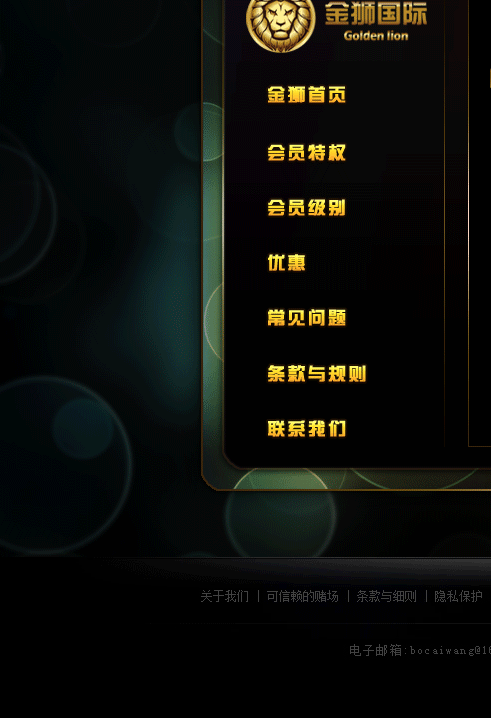 金狮国际
Golden lion
金狮首页
会员特权
会员级别
优惠
常见问题
条款与规则
联系我们
关于我们 | 可信赖的赌场 | 条款与细则 | 隐私保护
电子邮箱:bocaiwang@16